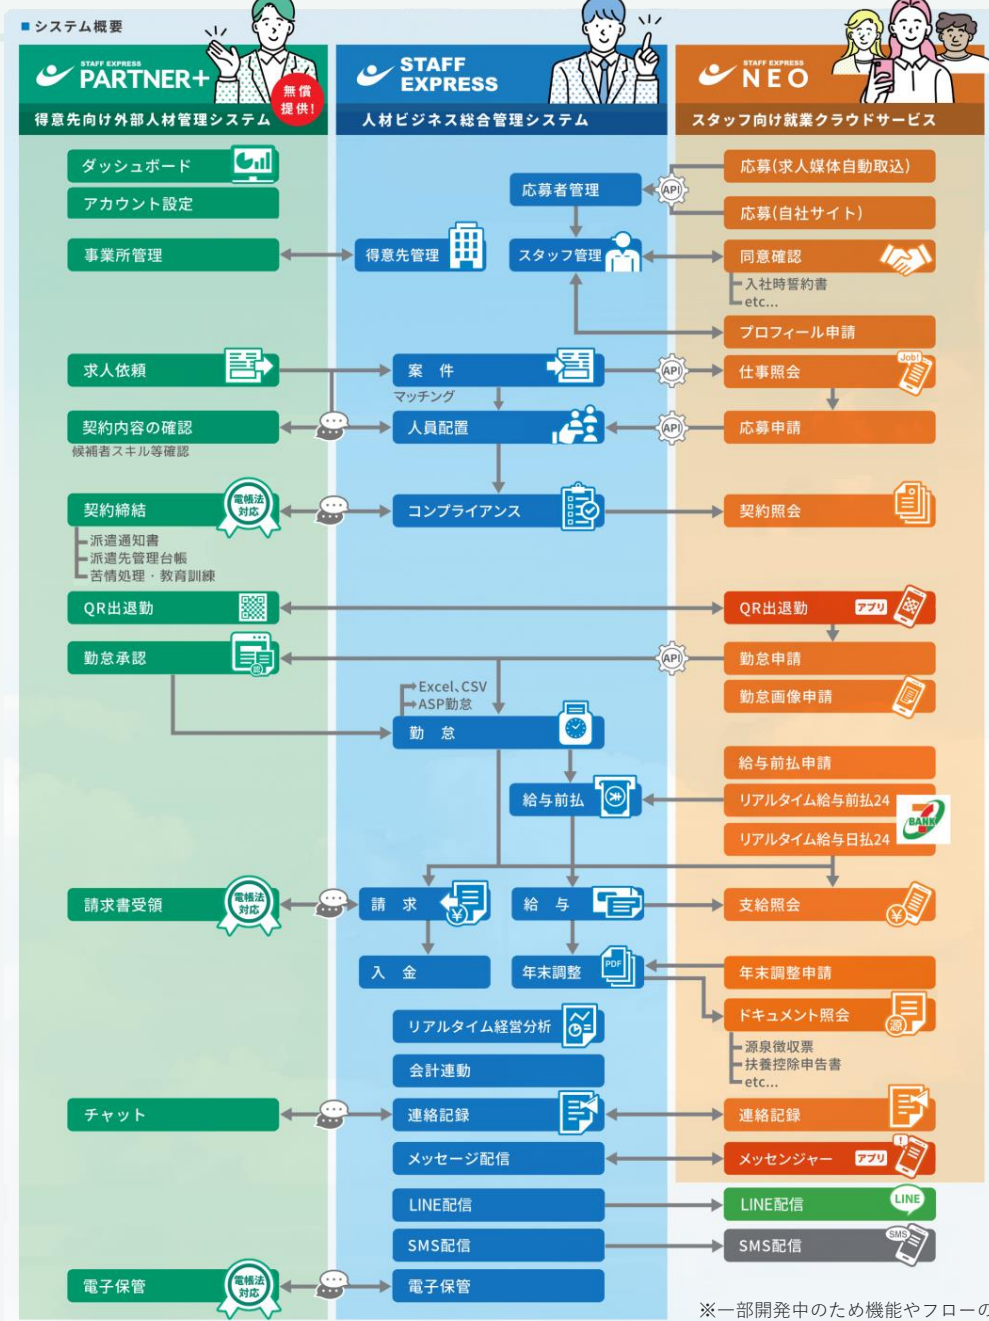 システム概要
STAFF EXPRESS
PARTNER+
無償
提供!
得意先向け外部人材管理システム
STAFF
EXPRESS
人材ビジネス総合管理システム
STAFF EXPRESS
NEO
スタッフ向け就業クラウドサービス
ダッシュボード
応募(求人媒体自動取込)
応募者管理
API
アカウント設定
応募(自社サイト)
事業所管理
得意先管理
スタッフ管理
同意確認
入社時誓約書
etc...
プロフィール申請
求人依頼
案 件
API
仕事照会
Job!
マッチング
契約内容の確認
人員配置
API
応募申請
候補者スキル等確認
契約締結
電帳法
対応
コンプライアンス
契約照会
派遣通知書
派遣先管理台帳
苦情処理・教育訓練
QR出退勤
QR出退勤
アプリ
勤怠承認
API
勤怠申請
Excel、CSV
ASP勤怠
勤怠画像申請
勤 怠
給与前払申請
給与前払
リアルタイム給与前払24
リアルタイム給与日払24
7
BANK
請求書受領
電帳法
対応
請 求
給 与
支給照会
入 金
年末調整
PDF
年末調整申請
リアルタイム経営分析
ドキュメント照会
源
源泉徴収票
扶養控除申告書
etc...
会計連動
チャット
連絡記録
連絡記録
メッセージ配信
メッセンジャー
アプリ
LINE配信
LINE配信
LINE
SMS配信
SMS配信
SMS
電子保管
電帳法
対応
電子保管
※一部開発中のため機能やフローの